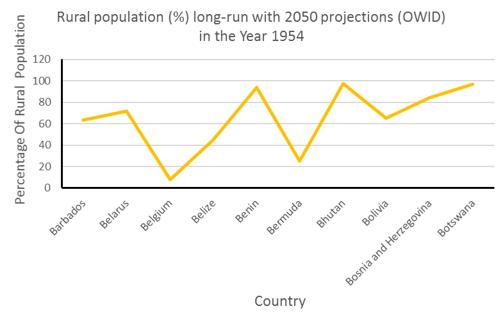 Rural population (%) long-run with 2050 projections (OWID)
in the Year 1954
Percentage Of Rural Population
120
100
80
60
40
20
0
Barbados
Belarus
Belgium
Belize
Benin
Bermuda
Bhutan
Bolivia
Bosnia and Herzegovina
Botswana
Country